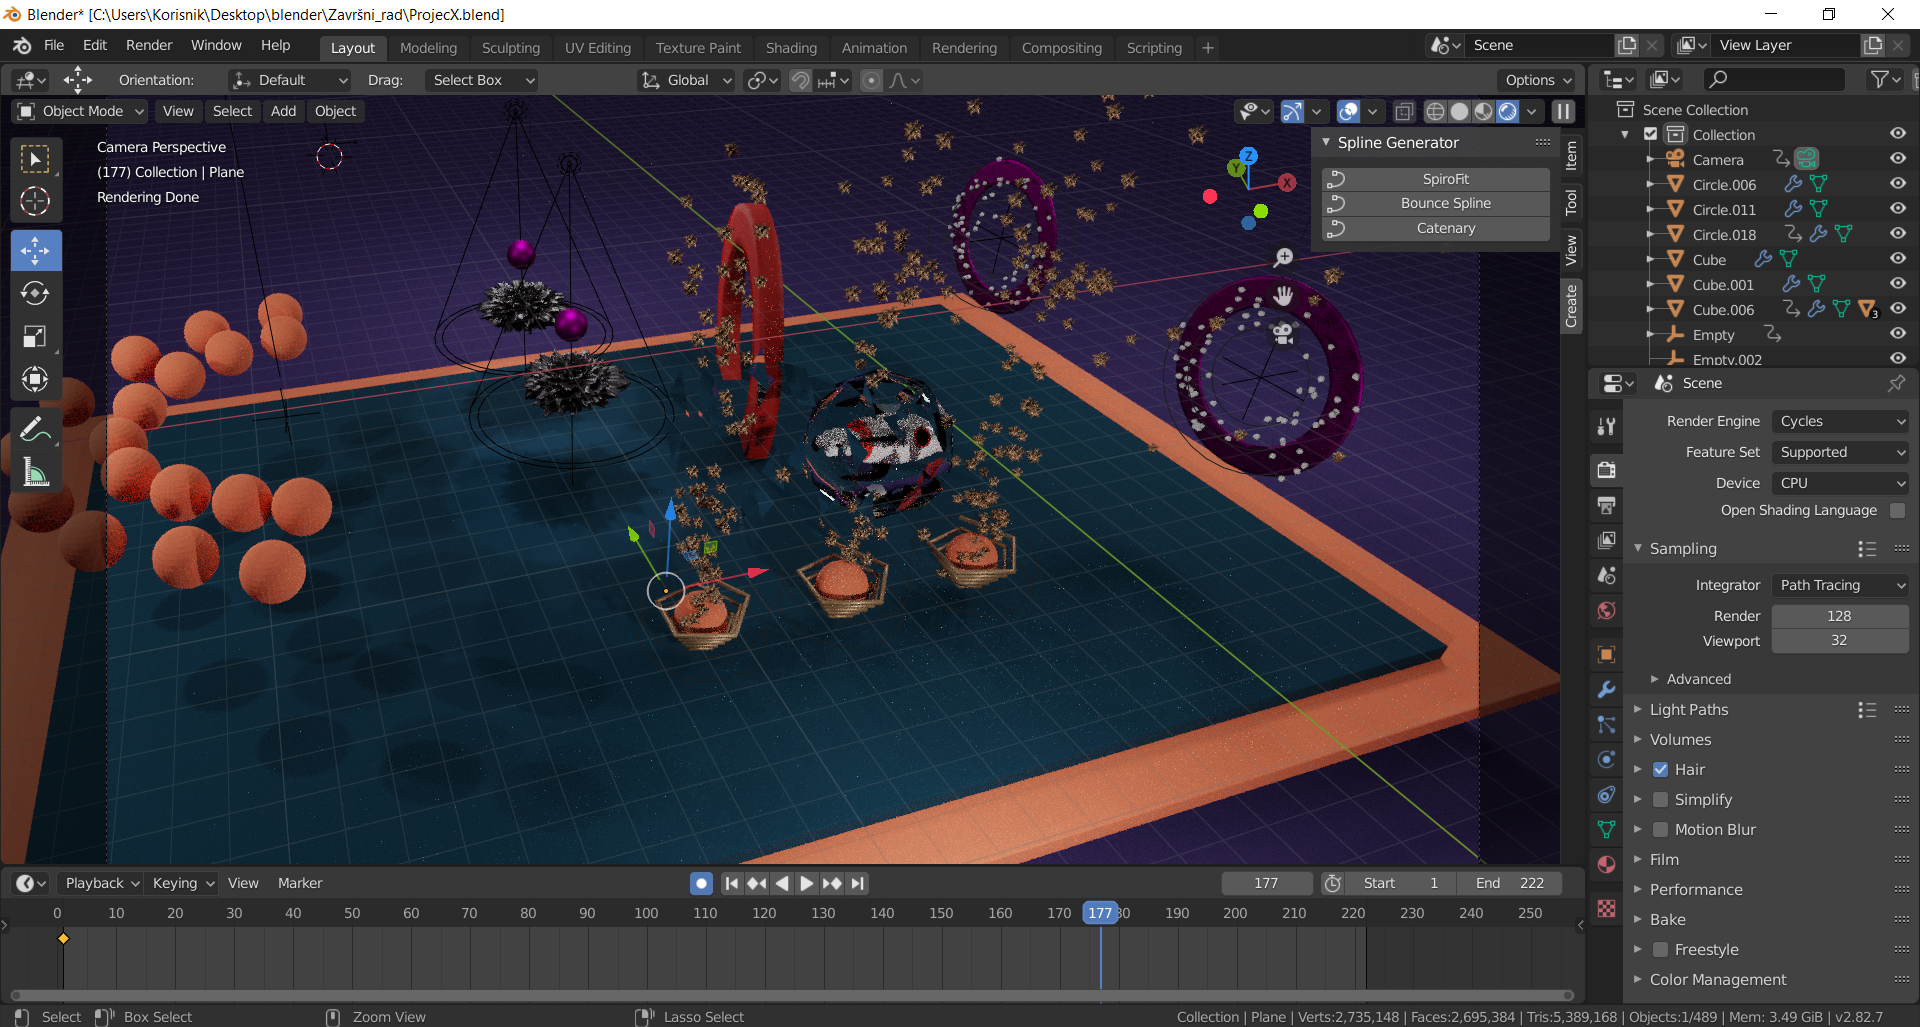 Blender* [C:\Users\Korisnik\Desktop\blender\Završni_rad\ProjecX.blend]
File Edit Render Window Help Layout Modeling Sculpting UV Editing Texture Paint Shading Animation Rendering Compositing Scripting + Scene View Layer
Orientation: Default Drag: Select Box Global Options
Object Mode View Select Add Object
Camera Perspective
(177) Collection | Plane
Rendering Done
Spline Generator
SpiroFit
Bounce Spline
Catenary
Item
Tool
View
Create
Z
Y
X
Scene Collection
Collection
Camera
Circle.006
Circle.011
Circle.018
Cube
Cube.001
Cube.006 3
Empty
Empty.002
Scene
Render Engine Cycles
Feature Set Supported
Device CPU
Open Shading Language
Sampling
Integrator Path Tracing
Render 128
Viewport 32
Advanced
Light Paths
Volumes
Hair
Simplify
Motion Blur
Film
Performance
Bake
Freestyle
Color Management
Playback Keying View Marker 177 Start 1 End 222
0 10 20 30 40 50 60 70 80 90 100 110 120 130 140 150 160 170 177 80 190 200 210 220 230 240 250
Select Box Select Zoom View Lasso Select Collection | Plane | Verts:2,735,148 | Faces:2,695,384 | Tris:5,389,168 | Objects:1/489 | Mem: 3.49 GiB | v2.82.7